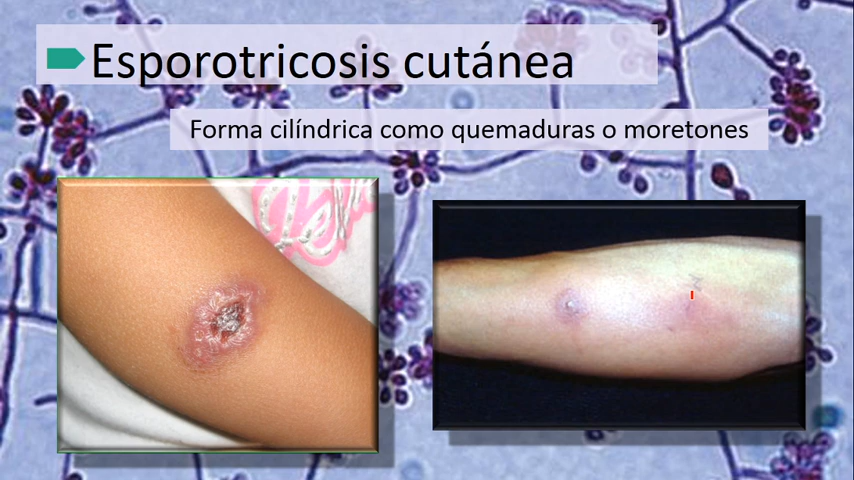 Esporotricosis cutánea
Forma cilíndrica como quemaduras o moretones